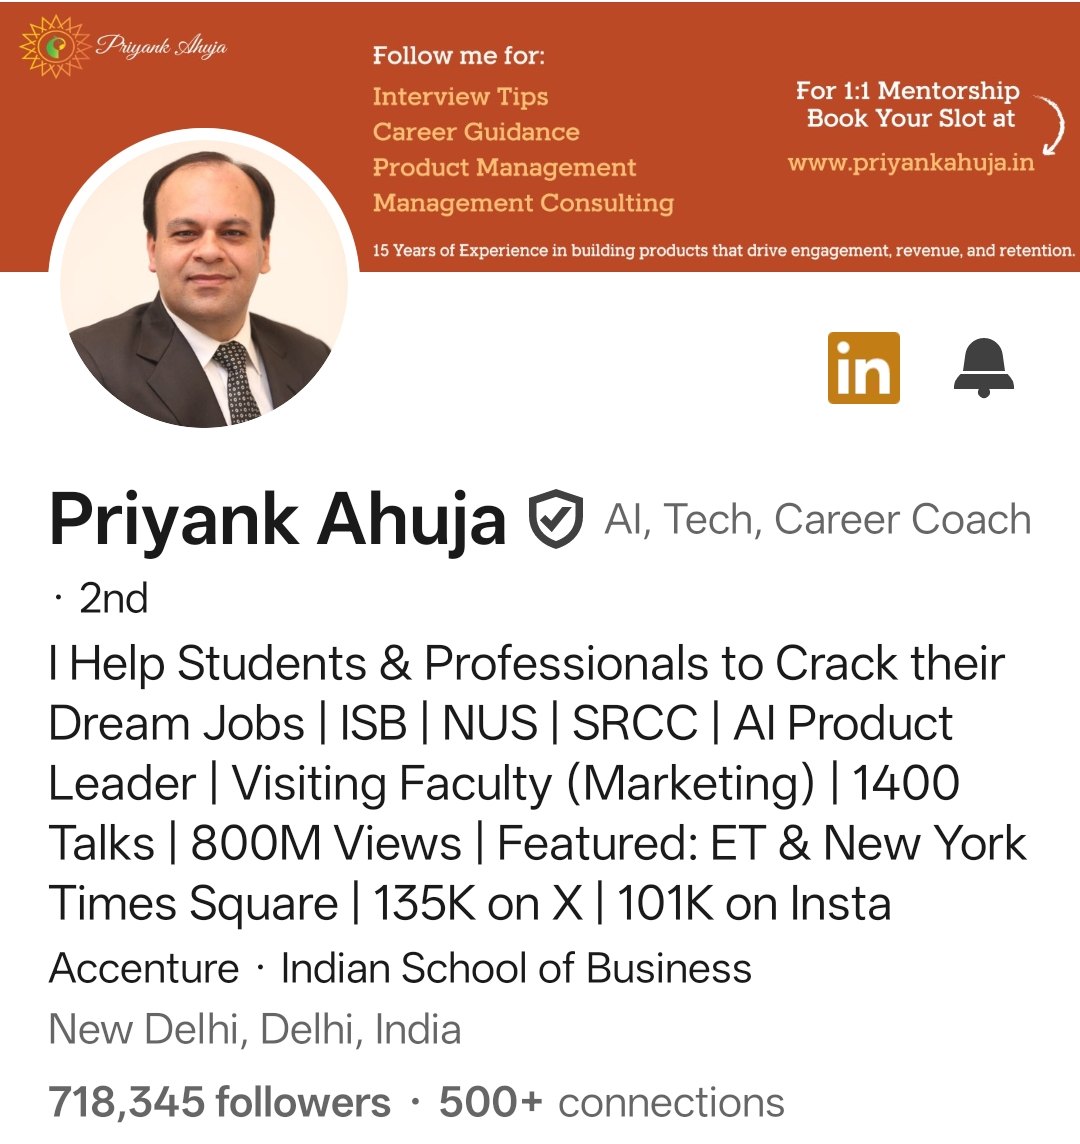 Priyank Ahuja
Follow me for:
Interview Tips
Career Guidance
Product Management
Management Consulting
15 Years of Experience in building products that drive engagement, revenue, and retention.
For 1:1 Mentorship
Book Your Slot at
www.priyankahuja.in
in
Priyank Ahuja AI, Tech, Career Coach
· 2nd
I Help Students & Professionals to Crack their
Dream Jobs | ISB | NUS | SRCC | AI Product
Leader | Visiting Faculty (Marketing) | 1400
Talks | 800M Views | Featured: ET & New York
Times Square | 135K on X | 101K on Insta
Accenture · Indian School of Business
New Delhi, Delhi, India
718,345 followers · 500+ connections